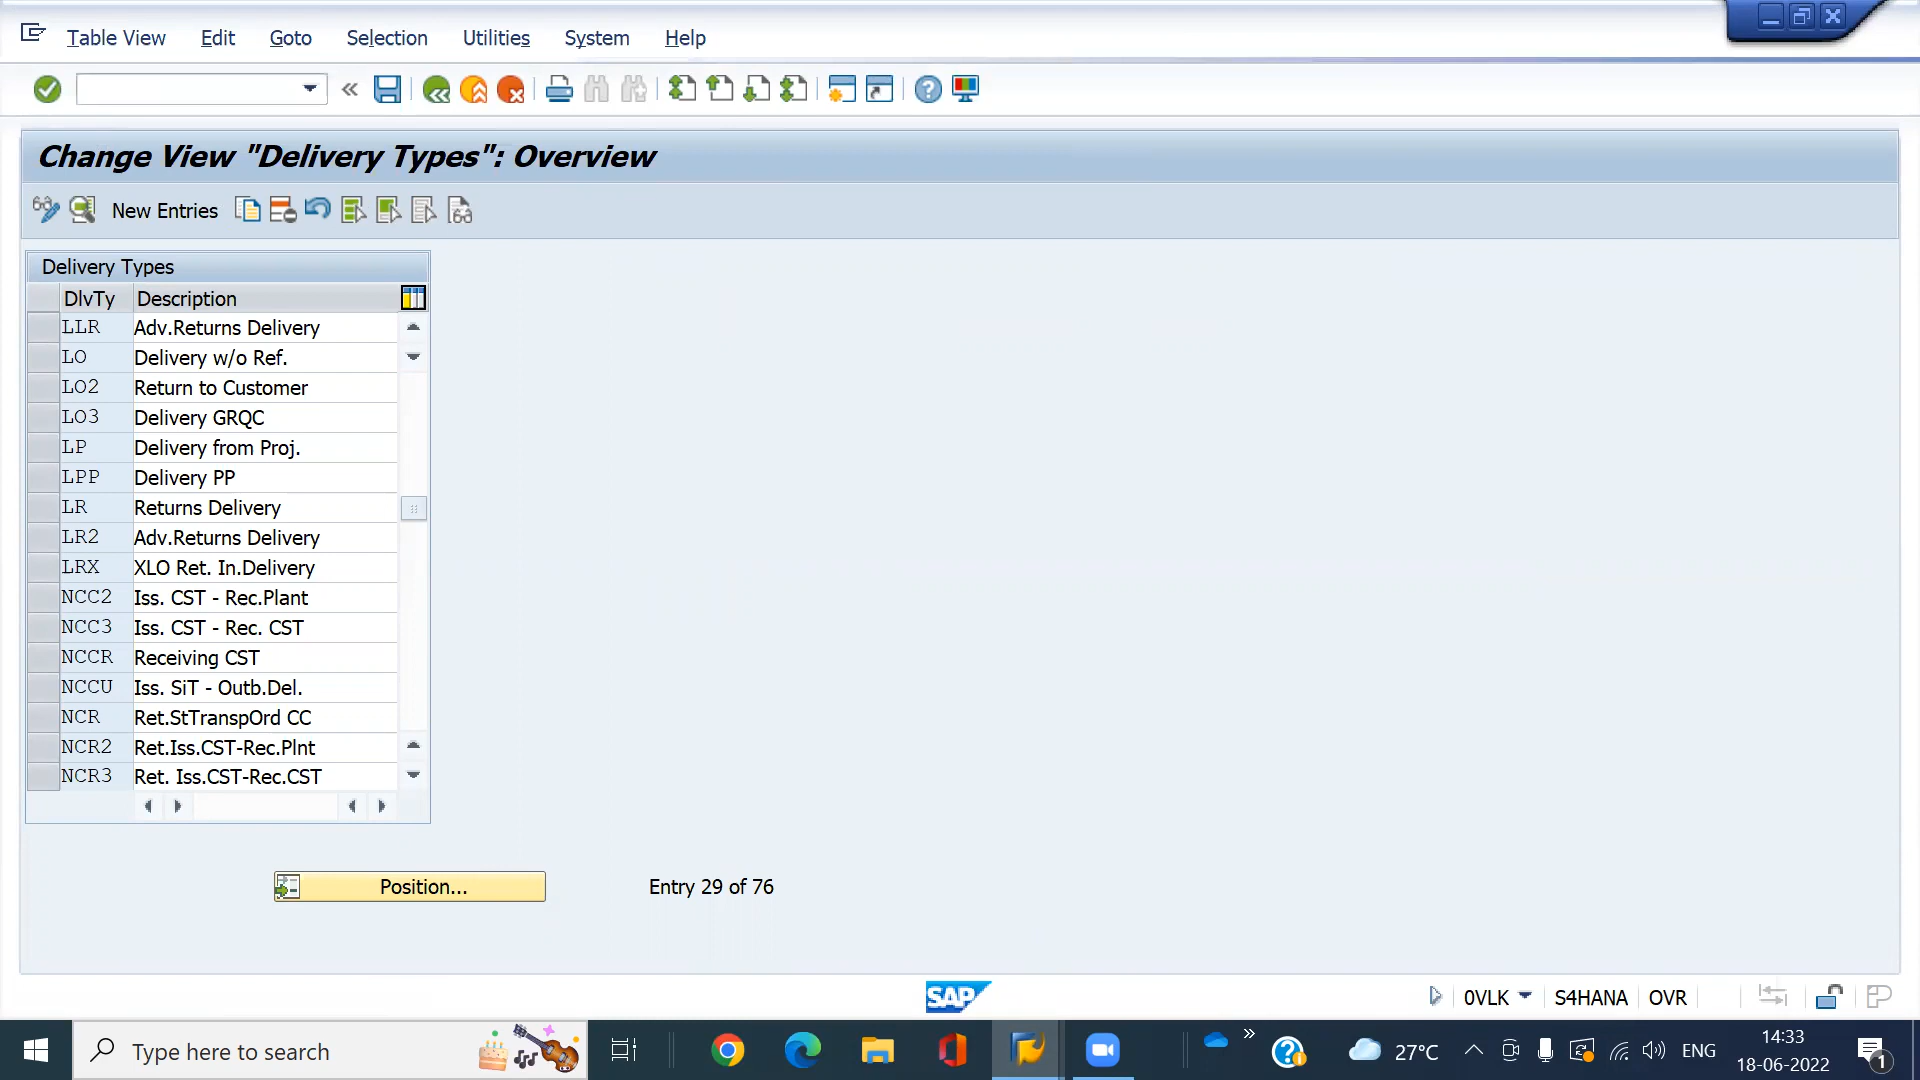 Table View Edit Goto Selection Utilities System Help
Change View "Delivery Types": Overview
New Entries
Delivery Types
DlvTy Description
LLR Adv.Returns Delivery
LO Delivery w/o Ref.
LO2 Return to Customer
LO3 Delivery GRQC
LP Delivery from Proj.
LPP Delivery PP
LR Returns Delivery
LR2 Adv.Returns Delivery
LRX XLO Ret. In.Delivery
NCC2 Iss. CST - Rec.Plant
NCC3 Iss. CST - Rec. CST
NCCR Receiving CST
NCCU Iss. SiT - Outb.Del.
NCR Ret.StTranspOrd CC
NCR2 Ret.Iss.CST-Rec.Plnt
NCR3 Ret. Iss.CST-Rec.CST
Position... Entry 29 of 76
SAP 0VLK S4HANA OVR
Type here to search 27°C ENG 14:33
18-06-2022 1